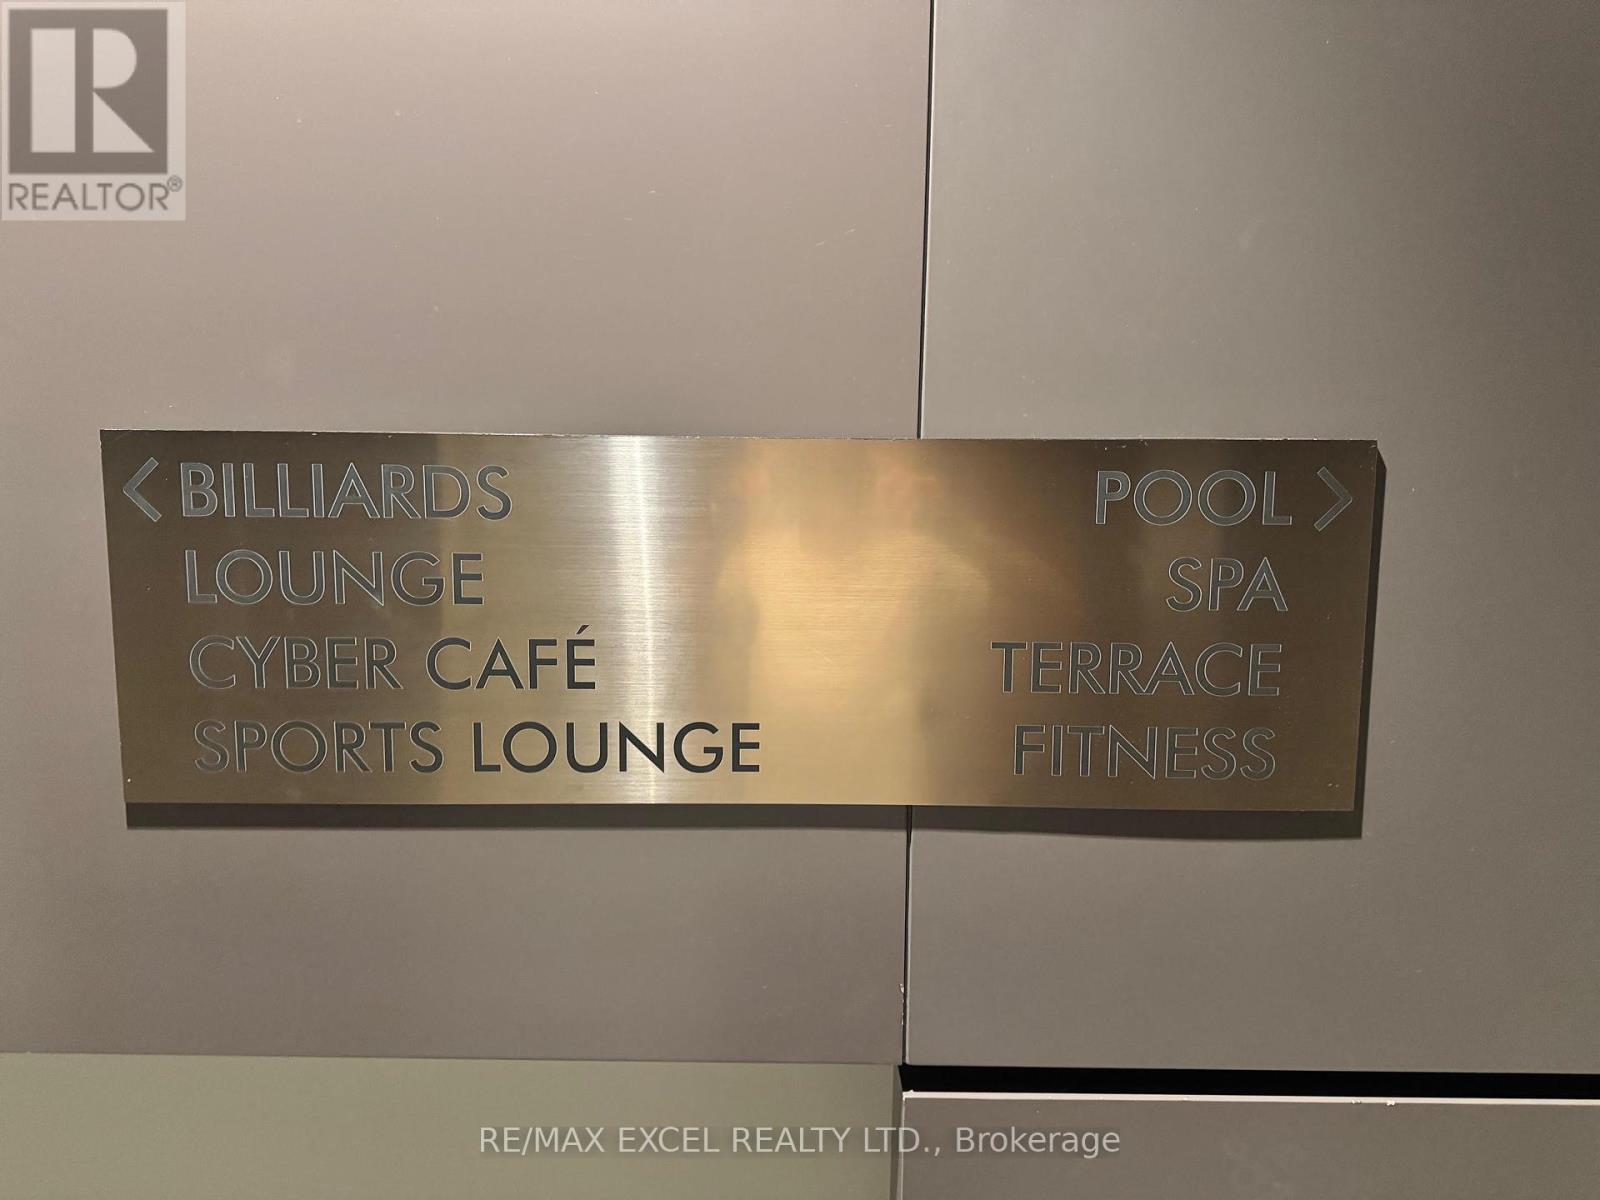 REALTOR®
< BILLIARDS
LOUNGE
CYBER CAFÉ
SPORTS LOUNGE
POOL >
SPA
TERRACE
FITNESS
RE/MAX EXCEL REALTY LTD., Brokerage